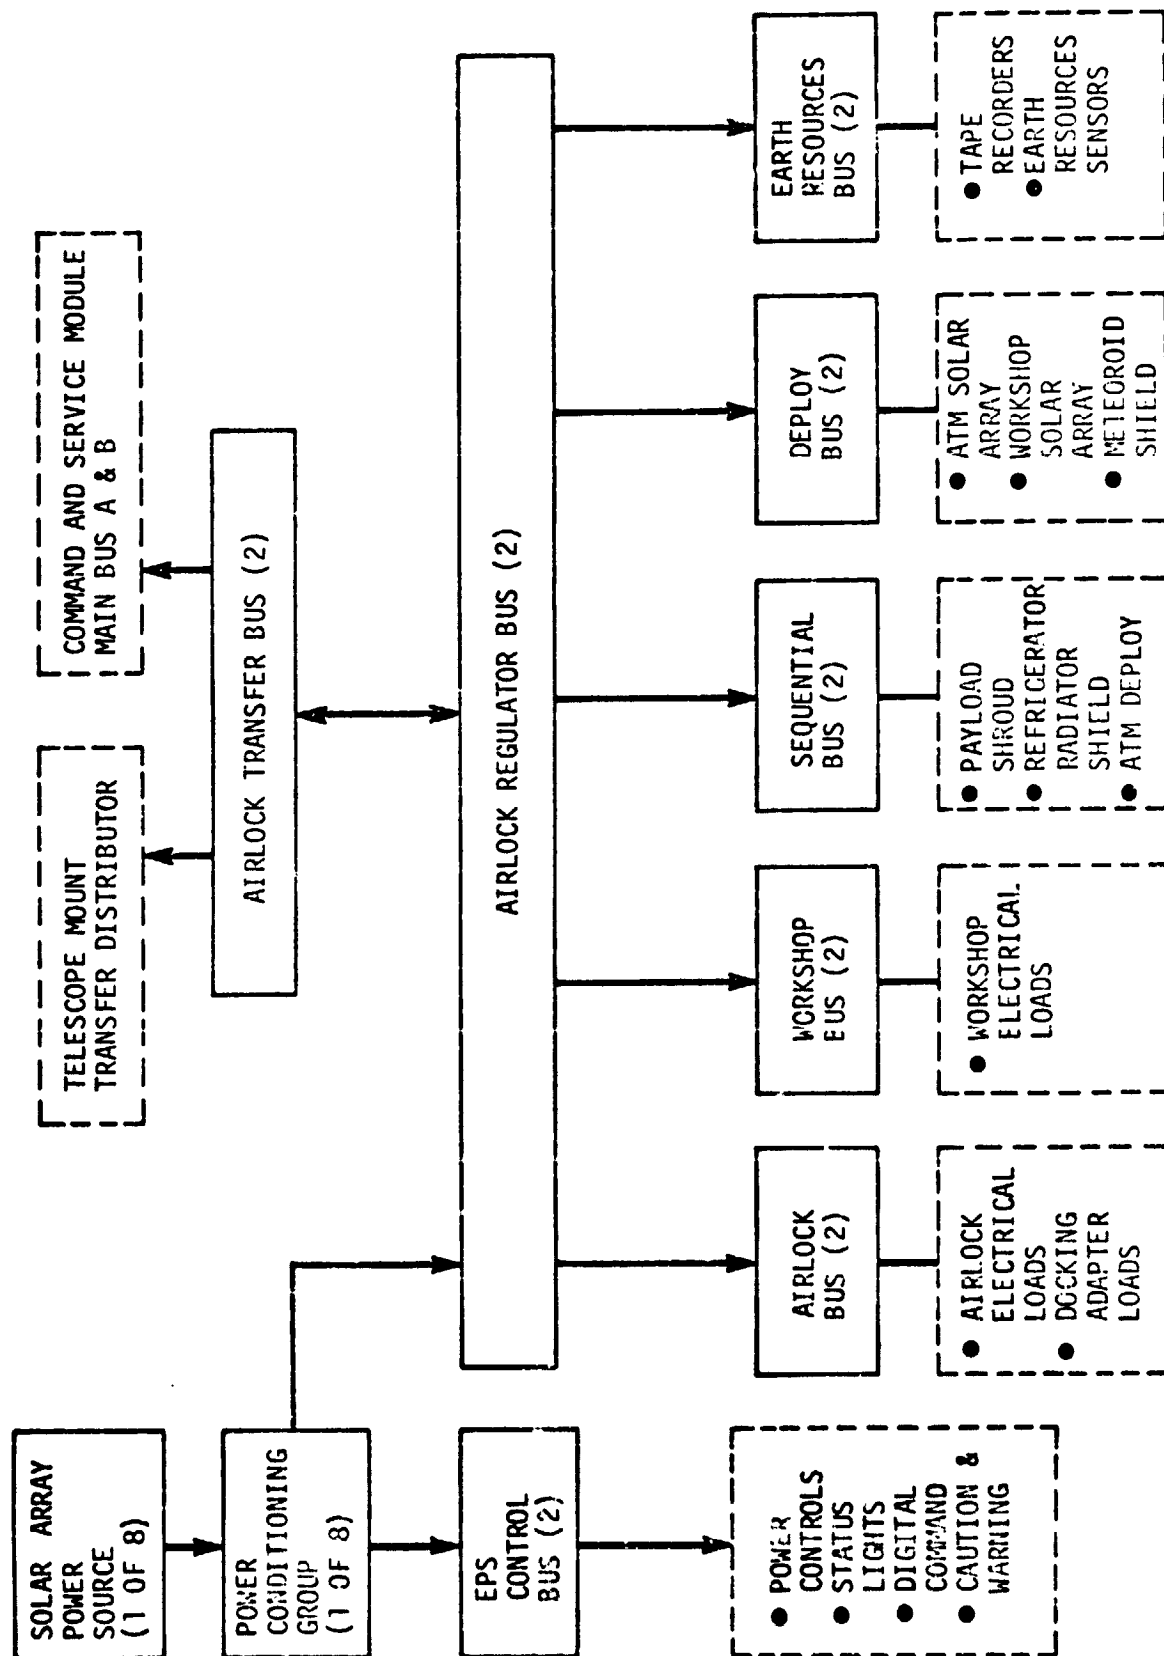 SOLAR ARRAY
POWER
SOURCE
(1 OF 8)
POWER
CONDITIONING
GROUP
(1 OF 8)
EPS
CONTROL
BUS (2)
● POWER
CONTROLS
● STATUS
LIGHTS
● DIGITAL
COMMAND
● CAUTION &
WARNING
TELESCOPE MOUNT
TRANSFER DISTRIBUTOR
COMMAND AND SERVICE MODULE
MAIN BUS A & B
AIRLOCK TRANSFER BUS (2)
AIRLOCK REGULATOR BUS (2)
AIRLOCK
BUS (2)
● AIRLOCK
ELECTRICAL
LOADS
● DOCKING
ADAPTER
LOADS
WORKSHOP
EUS (2)
● WORKSHOP
ELECTRICAL
LOADS
SEQUENTIAL
BUS (2)
● PAYLOAD
SHROUD
● REFRIGERATOR
RADIATOR
SHIELD
● ATM DEPLOY
DEPLOY
BUS (2)
● ATM SOLAR
ARRAY
● WORKSHOP
SOLAR
ARRAY
● METEOROID
SHIELD
EARTH
RESOURCES
BUS (2)
● TAPE
RECORDERS
● EARTH
RESOURCES
SENSORS